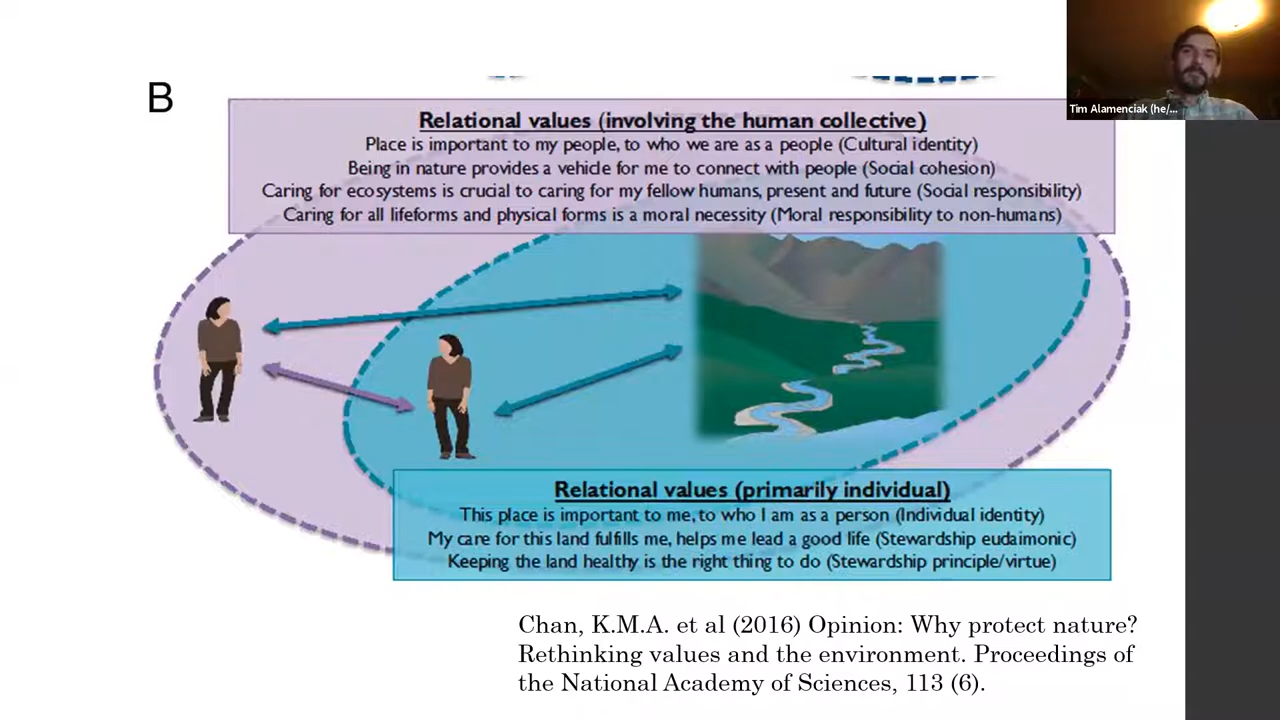 B
Tim Alamenciak (he/...
Relational values (involving the human collective)
Place is important to my people, to who we are as a people (Cultural identity)
Being in nature provides a vehicle for me to connect with people (Social cohesion)
Caring for ecosystems is crucial to caring for my fellow humans, present and future (Social responsibility)
Caring for all lifeforms and physical forms is a moral necessity (Moral responsibility to non-humans)
Relational values (primarily individual)
This place is important to me, to who I am as a person (Individual identity)
My care for this land fulfills me, helps me lead a good life (Stewardship eudaimonic)
Keeping the land healthy is the right thing to do (Stewardship principle/virtue)
Chan, K.M.A. et al (2016) Opinion: Why protect nature?
Rethinking values and the environment. Proceedings of
the National Academy of Sciences, 113 (6).